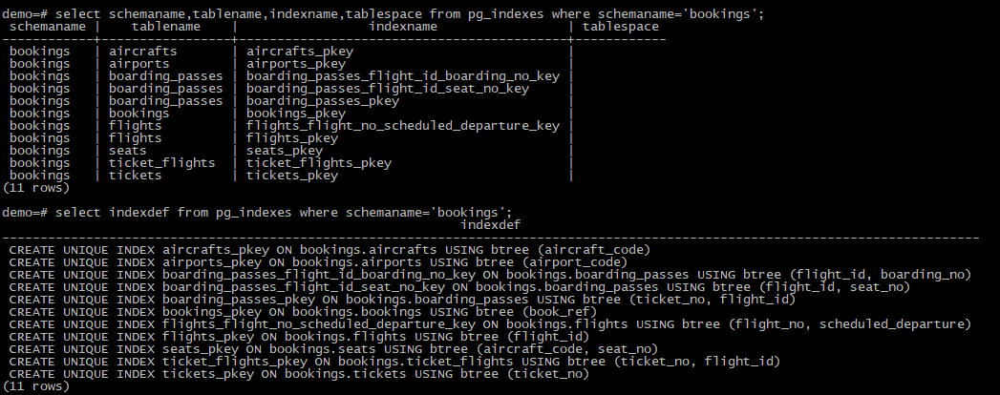 demo=# select schemaname,tablename,indexname,tablespace from pg_indexes where schemaname='bookings';
 schemaname |    tablename    |                 indexname                 | tablespace
------------+-----------------+-------------------------------------------+------------
 bookings   | aircrafts       | aircrafts_pkey                            |
 bookings   | airports        | airports_pkey                             |
 bookings   | boarding_passes | boarding_passes_flight_id_boarding_no_key |
 bookings   | boarding_passes | boarding_passes_flight_id_seat_no_key     |
 bookings   | boarding_passes | boarding_passes_pkey                      |
 bookings   | bookings        | bookings_pkey                             |
 bookings   | flights         | flights_flight_no_scheduled_departure_key |
 bookings   | flights         | flights_pkey                              |
 bookings   | seats           | seats_pkey                                |
 bookings   | ticket_flights  | ticket_flights_pkey                       |
 bookings   | tickets         | tickets_pkey                              |
(11 rows)
demo=# select indexdef from pg_indexes where schemaname='bookings';
                                                            indexdef
--------------------------------------------------------------------------------------------------------------------------------
 CREATE UNIQUE INDEX aircrafts_pkey ON bookings.aircrafts USING btree (aircraft_code)
 CREATE UNIQUE INDEX airports_pkey ON bookings.airports USING btree (airport_code)
 CREATE UNIQUE INDEX boarding_passes_flight_id_boarding_no_key ON bookings.boarding_passes USING btree (flight_id, boarding_no)
 CREATE UNIQUE INDEX boarding_passes_flight_id_seat_no_key ON bookings.boarding_passes USING btree (flight_id, seat_no)
 CREATE UNIQUE INDEX boarding_passes_pkey ON bookings.boarding_passes USING btree (ticket_no, flight_id)
 CREATE UNIQUE INDEX bookings_pkey ON bookings.bookings USING btree (book_ref)
 CREATE UNIQUE INDEX flights_flight_no_scheduled_departure_key ON bookings.flights USING btree (flight_no, scheduled_departure)
 CREATE UNIQUE INDEX flights_pkey ON bookings.flights USING btree (flight_id)
 CREATE UNIQUE INDEX seats_pkey ON bookings.seats USING btree (aircraft_code, seat_no)
 CREATE UNIQUE INDEX ticket_flights_pkey ON bookings.ticket_flights USING btree (ticket_no, flight_id)
 CREATE UNIQUE INDEX tickets_pkey ON bookings.tickets USING btree (ticket_no)
(11 rows)